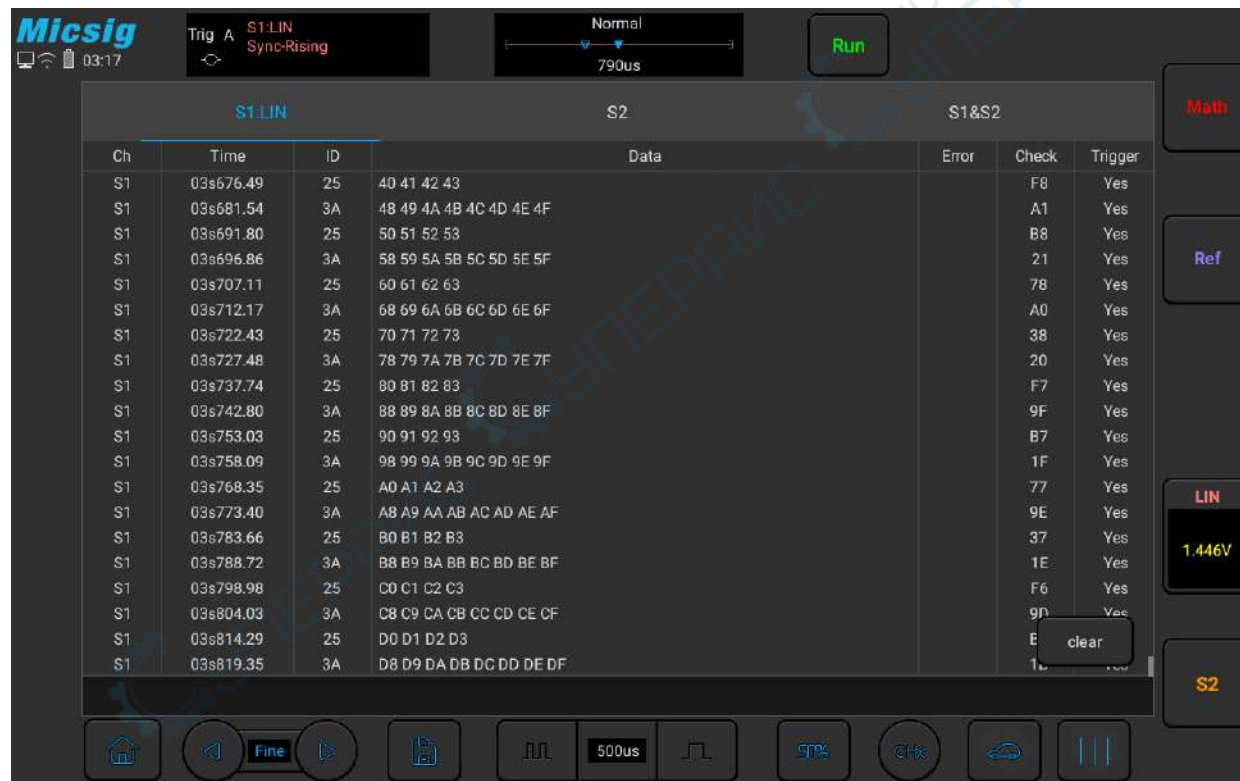 Micsig
03:17
Trig A S1:LIN
Sync-Rising
Normal
790us
Run
S1:LIN S2 S1&S2
Ch Time ID Data Error Check Trigger
S1 03s676.49 25 40 41 42 43 F8 Yes
S1 03s681.54 3A 48 49 4A 4B 4C 4D 4E 4F A1 Yes
S1 03s691.80 25 50 51 52 53 B8 Yes
S1 03s696.86 3A 58 59 5A 5B 5C 5D 5E 5F 21 Yes
S1 03s707.11 25 60 61 62 63 78 Yes
S1 03s712.17 3A 68 69 6A 6B 6C 6D 6E 6F A0 Yes
S1 03s722.43 25 70 71 72 73 38 Yes
S1 03s727.48 3A 78 79 7A 7B 7C 7D 7E 7F 20 Yes
S1 03s737.74 25 80 81 82 83 F7 Yes
S1 03s742.80 3A 88 89 8A 8B 8C 8D 8E 8F 9F Yes
S1 03s753.03 25 90 91 92 93 B7 Yes
S1 03s758.09 3A 98 99 9A 9B 9C 9D 9E 9F 1F Yes
S1 03s768.35 25 A0 A1 A2 A3 77 Yes
S1 03s773.40 3A A8 A9 AA AB AC AD AE AF 9E Yes
S1 03s783.66 25 B0 B1 B2 B3 37 Yes
S1 03s788.72 3A B8 B9 BA BB BC BD BE BF 1E Yes
S1 03s798.98 25 C0 C1 C2 C3 F6 Yes
S1 03s804.03 3A C8 C9 CA CB CC CD CE CF 9D Yes
S1 03s814.29 25 D0 D1 D2 D3
S1 03s819.35 3A D8 D9 DA DB DC DD DE DF
clear
Math
Ref
LIN
1.446V
S2
Fine
500us
50%
CHx
СУПЕРАЙС
СУПЕРАЙС
СУПЕРАЙС